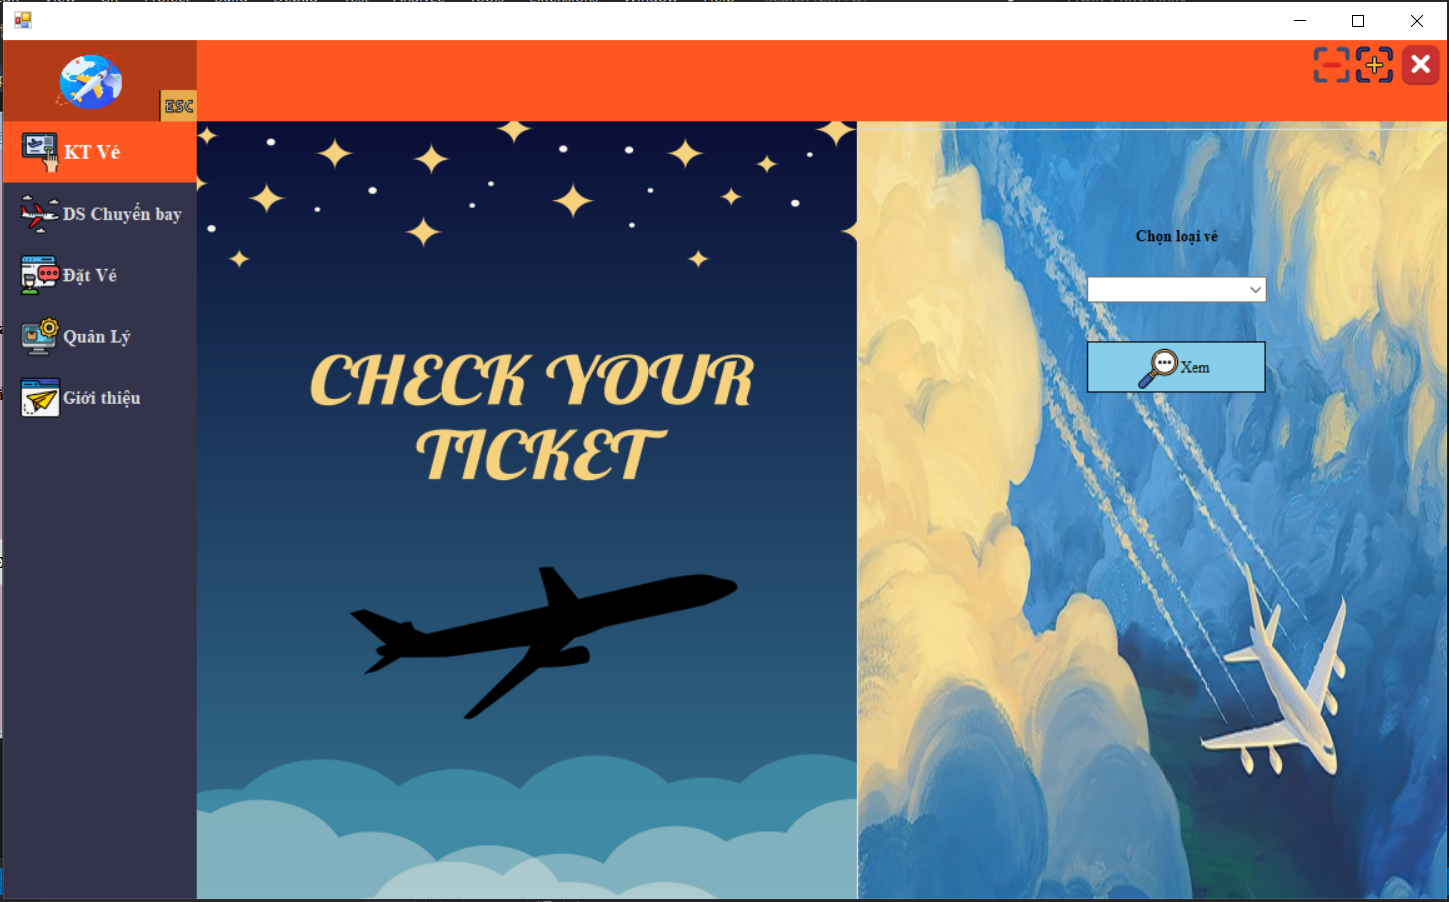 ESC
KT Vé
DS Chuyến bay
Đặt Vé
Quản Lý
Giới thiệu
CHECK YOUR
TICKET
Chọn loại vé
Xem